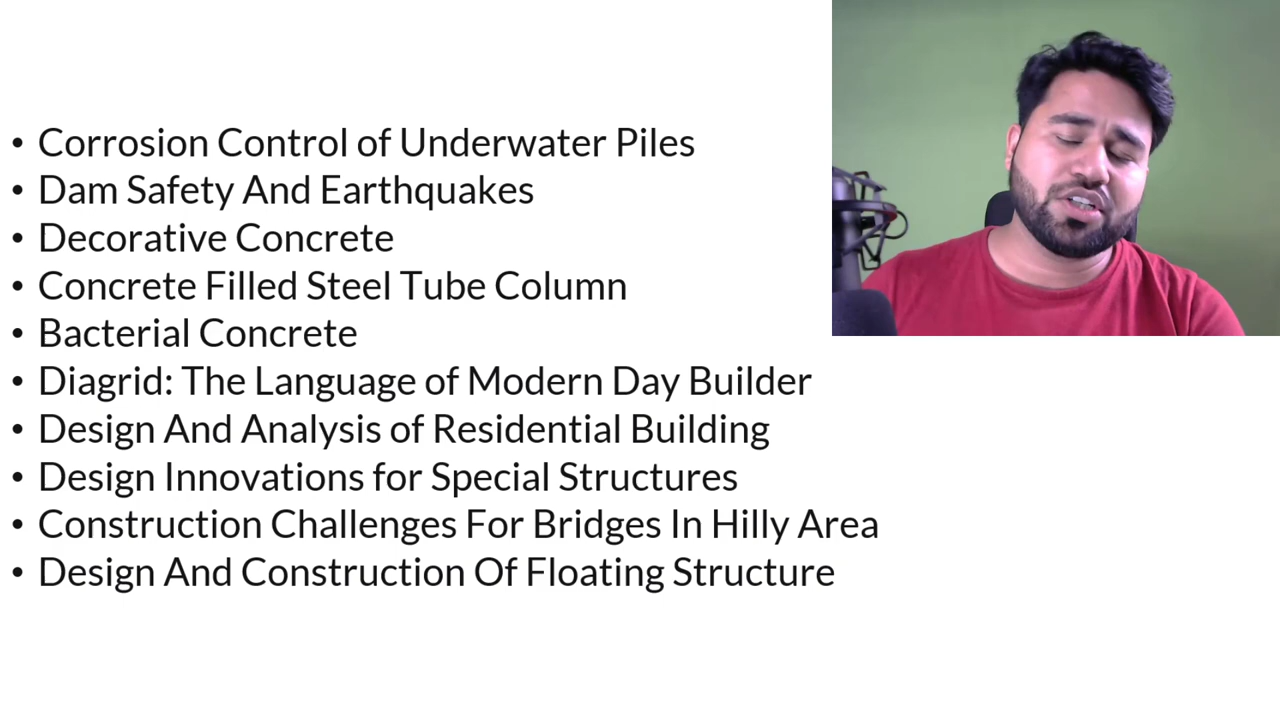 • Corrosion Control of Underwater Piles
• Dam Safety And Earthquakes
• Decorative Concrete
• Concrete Filled Steel Tube Column
• Bacterial Concrete
• Diagrid: The Language of Modern Day Builder
• Design And Analysis of Residential Building
• Design Innovations for Special Structures
• Construction Challenges For Bridges In Hilly Area
• Design And Construction Of Floating Structure